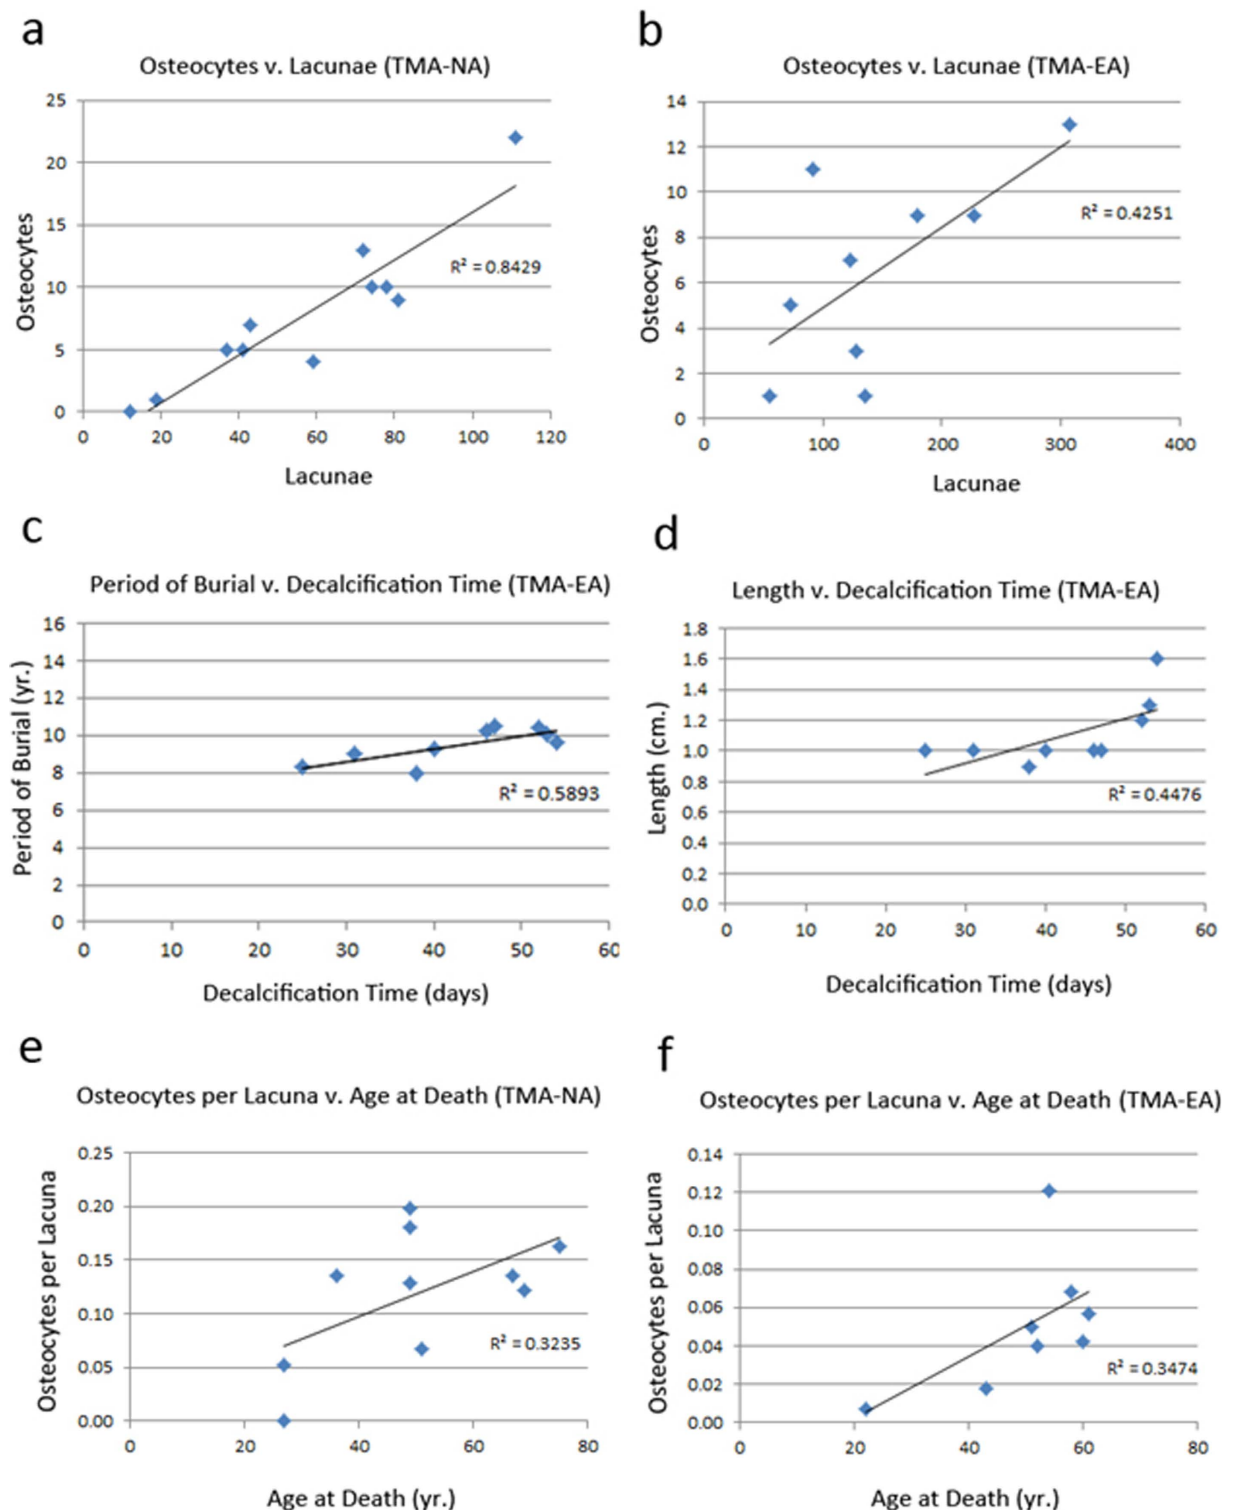 a
Osteocytes v. Lacunae (TMA-NA)
25
20
15
10
5
0
Osteocytes
R² = 0.8429
0 20 40 60 80 100 120
Lacunae
b
Osteocytes v. Lacunae (TMA-EA)
14
12
10
8
6
4
2
0
Osteocytes
R² = 0.4251
0 100 200 300 400
Lacunae
c
Period of Burial v. Decalcification Time (TMA-EA)
16
14
12
10
8
6
4
2
0
Period of Burial (yr.)
R² = 0.5893
0 10 20 30 40 50 60
Decalcification Time (days)
d
Length v. Decalcification Time (TMA-EA)
1.8
1.6
1.4
1.2
1.0
0.8
0.6
0.4
0.2
0.0
Length (cm.)
R² = 0.4476
0 10 20 30 40 50 60
Decalcification Time (days)
e
Osteocytes per Lacuna v. Age at Death (TMA-NA)
0.25
0.20
0.15
0.10
0.05
0.00
Osteocytes per Lacuna
R² = 0.3235
0 20 40 60 80
Age at Death (yr.)
f
Osteocytes per Lacuna v. Age at Death (TMA-EA)
0.14
0.12
0.10
0.08
0.06
0.04
0.02
0.00
Osteocytes per Lacuna
R² = 0.3474
0 20 40 60 80
Age at Death (yr.)